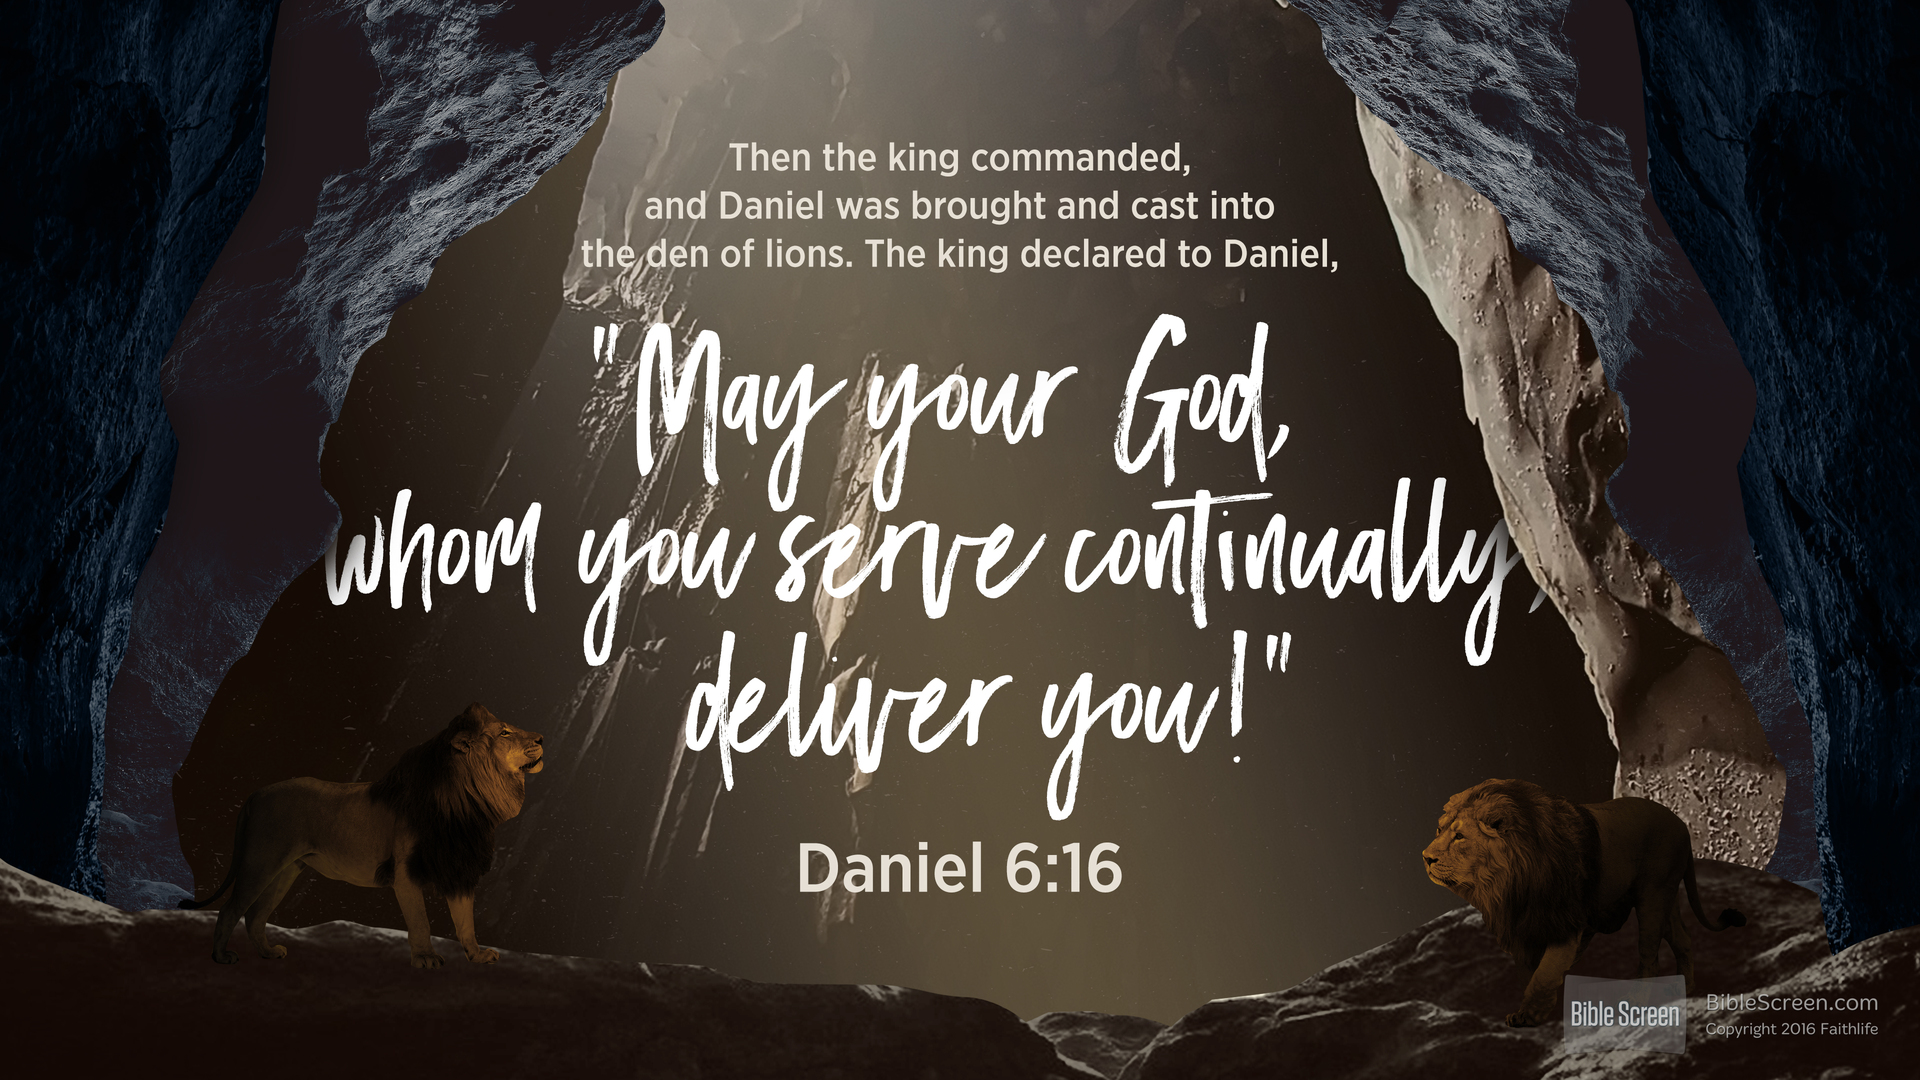 Then the king commanded,
and Daniel was brought and cast into
the den of lions. The king declared to Daniel,
"May your God,
whom you serve continually,
deliver you!"
Daniel 6:16
Bible Screen
BibleScreen.com
Copyright 2016 Faithlife